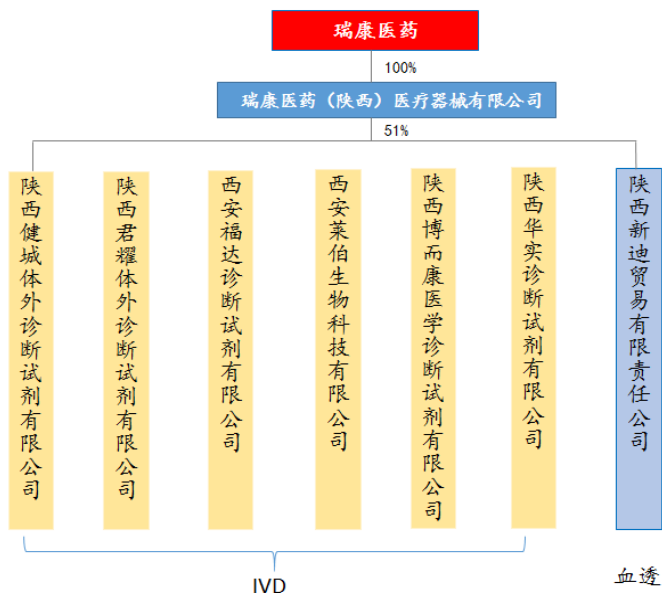 瑞康医药
100%
瑞康医药（陕西）医疗器械有限公司
51%
陕西健城体外诊断试剂有限公司
陕西君耀体外诊断试剂有限公司
西安福达诊断试剂有限公司
西安莱伯生物科技有限公司
陕西博而康医学诊断试剂有限公司
陕西华实诊断试剂有限公司
陕西新迪贸易有限责任公司
IVD
血透